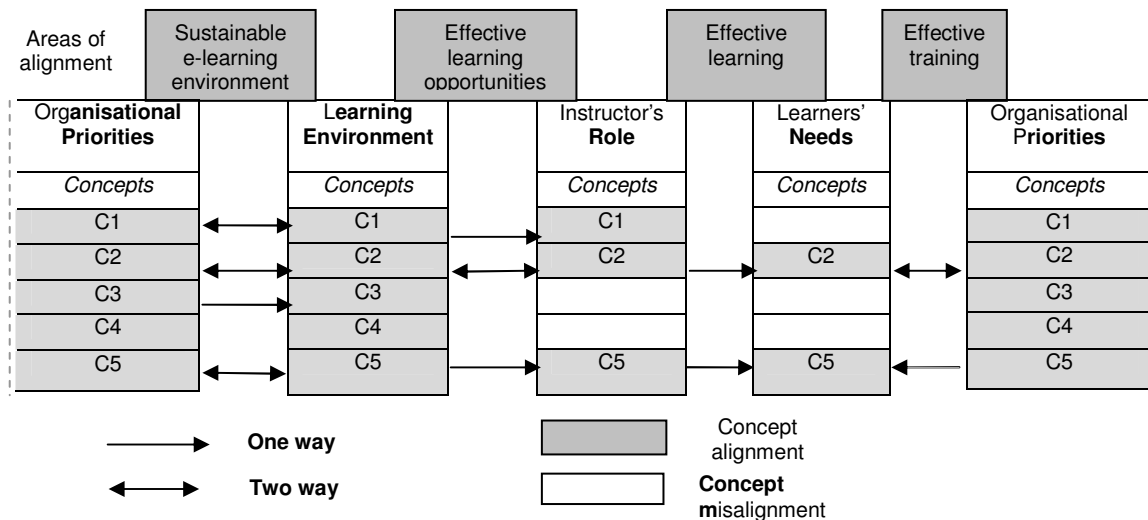 Areas of
alignment
Sustainable
e-learning
environment
Effective
learning
opportunities
Effective
learning
Effective
training
Organisational
Priorities
Learning
Environment
Instructor's
Role
Learners'
Needs
Organisational
Priorities
Concepts
Concepts
Concepts
Concepts
Concepts
C1
C1
C1
C1
C2
C2
C2
C2
C2
C3
C3
C3
C4
C4
C4
C5
C5
C5
C5
C5
One way
Two way
Concept
alignment
Concept
misalignment